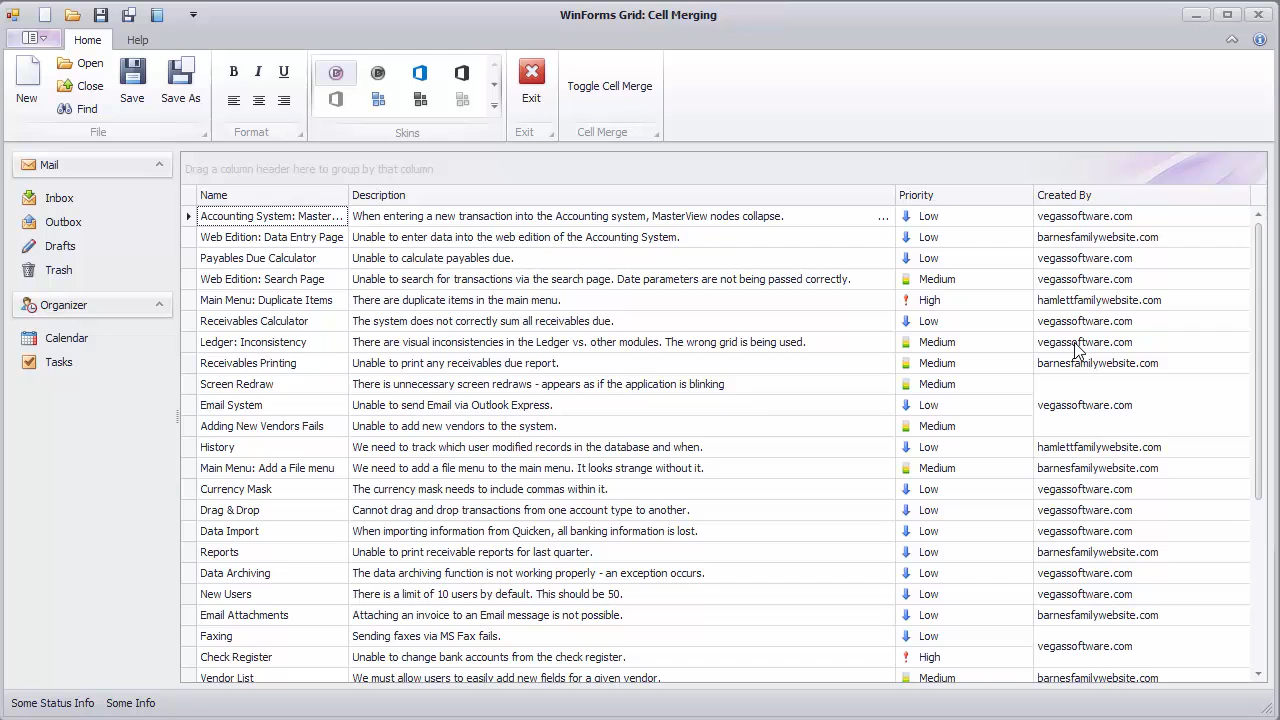 WinForms Grid: Cell Merging
Home Help
New
Open
Close
Find
Save
Save As
File
B I U
Format
Skins
Exit
Exit
Toggle Cell Merge
Cell Merge
Mail
Inbox
Outbox
Drafts
Trash
Organizer
Calendar
Tasks
Drag a column header here to group by that column
Name Description Priority Created By
Accounting System: Master... When entering a new transaction into the Accounting system, MasterView nodes collapse. ... Low vegassoftware.com
Web Edition: Data Entry Page Unable to enter data into the web edition of the Accounting System. Low barnesfamilywebsite.com
Payables Due Calculator Unable to calculate payables due. Low vegassoftware.com
Web Edition: Search Page Unable to search for transactions via the search page. Date parameters are not being passed correctly. Medium vegassoftware.com
Main Menu: Duplicate Items There are duplicate items in the main menu. High hamlettfamilywebsite.com
Receivables Calculator The system does not correctly sum all receivables due. Low vegassoftware.com
Ledger: Inconsistency There are visual inconsistencies in the Ledger vs. other modules. The wrong grid is being used. Medium vegassoftware.com
Receivables Printing Unable to print any receivables due report. Medium barnesfamilywebsite.com
Screen Redraw There is unnecessary screen redraws - appears as if the application is blinking Medium
Email System Unable to send Email via Outlook Express. Low vegassoftware.com
Adding New Vendors Fails Unable to add new vendors to the system. Medium
History We need to track which user modified records in the database and when. Low hamlettfamilywebsite.com
Main Menu: Add a File menu We need to add a file menu to the main menu. It looks strange without it. Medium barnesfamilywebsite.com
Currency Mask The currency mask needs to include commas within it. Low vegassoftware.com
Drag & Drop Cannot drag and drop transactions from one account type to another. Low vegassoftware.com
Data Import When importing information from Quicken, all banking information is lost. Low vegassoftware.com
Reports Unable to print receivable reports for last quarter. Low barnesfamilywebsite.com
Data Archiving The data archiving function is not working properly - an exception occurs. Low vegassoftware.com
New Users There is a limit of 10 users by default. This should be 50. Low vegassoftware.com
Email Attachments Attaching an invoice to an Email message is not possible. Low barnesfamilywebsite.com
Faxing Sending faxes via MS Fax fails. Low
vegassoftware.com
Check Register Unable to change bank accounts from the check register. High
Vendor List We must allow users to easily add new fields for a given vendor. Medium barnesfamilywebsite.com
Some Status Info Some Info